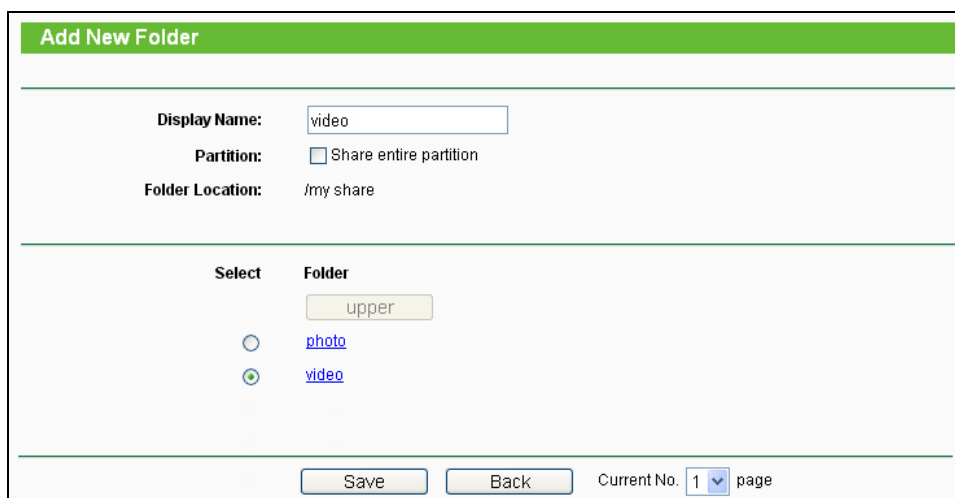 Add New Folder
Display Name: video
Partition: Share entire partition
Folder Location: /my share
Select Folder
upper
photo
video
Save Back Current No. 1 page